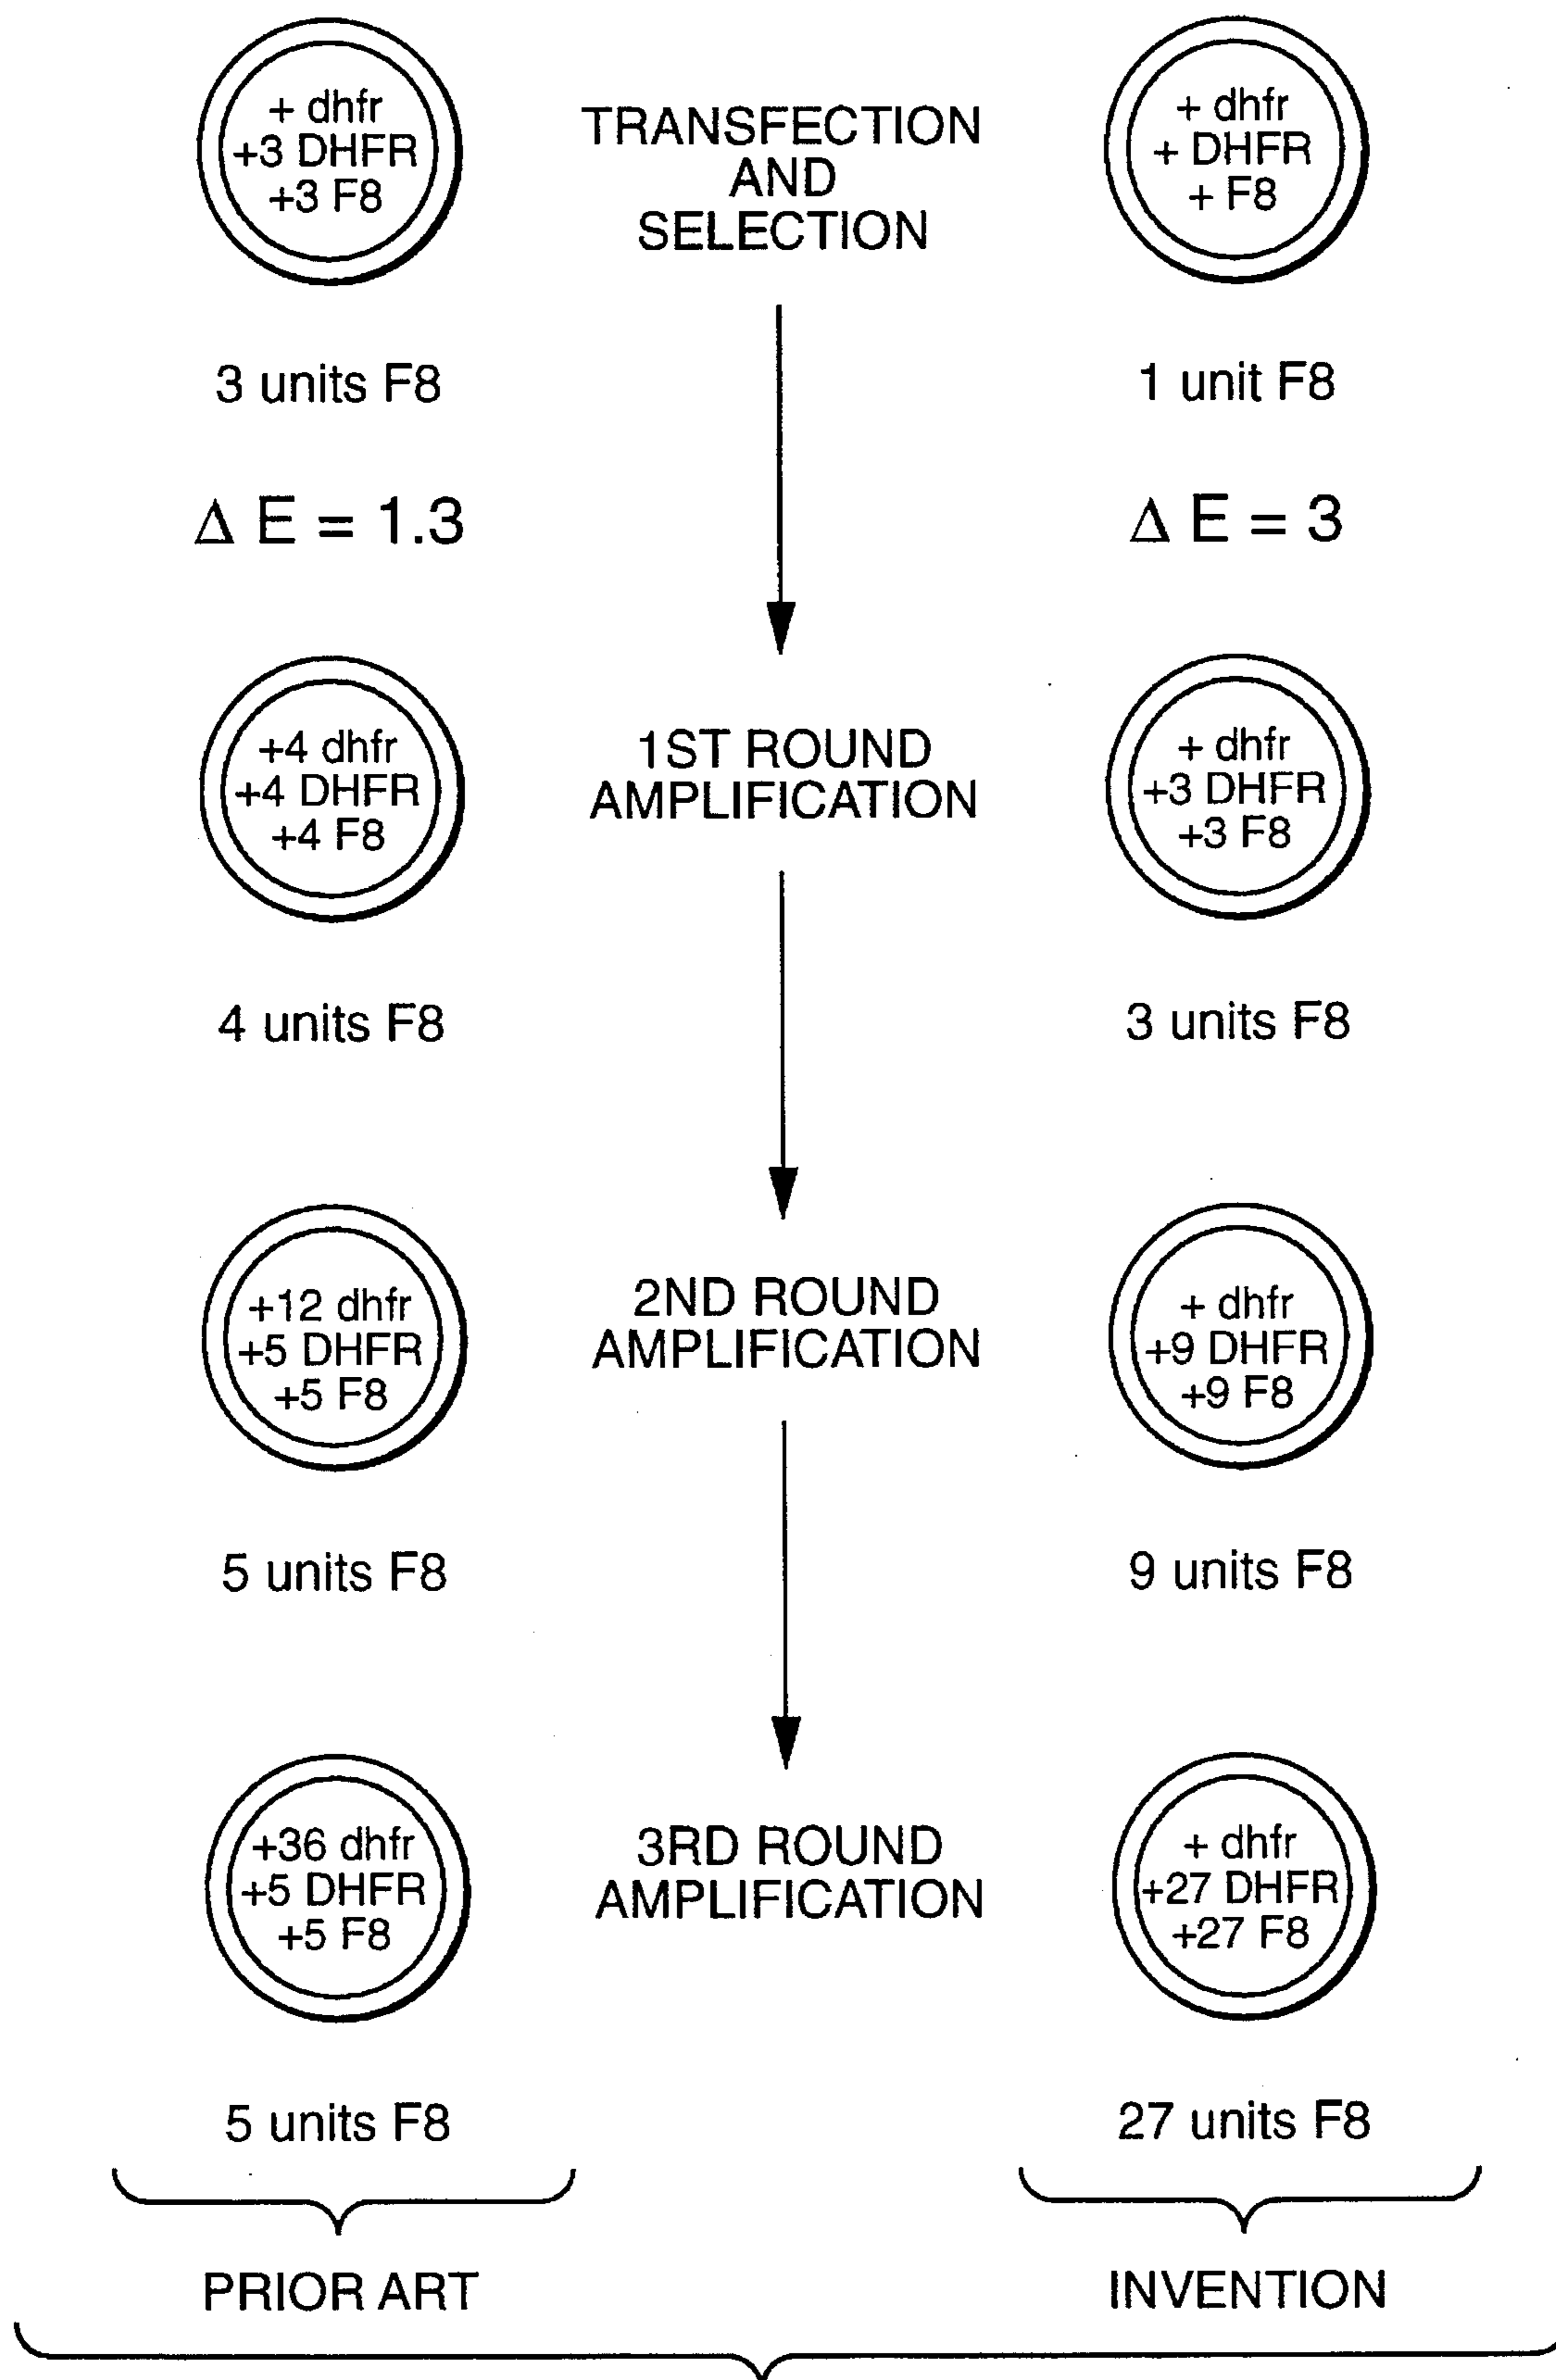 + dhfr
+3 DHFR
+3 F8
TRANSFECTION
AND
SELECTION
+ dhfr
+ DHFR
+ F8
3 units F8
1 unit F8
Δ E = 1.3
Δ E = 3
+4 dhfr
+4 DHFR
+4 F8
1ST ROUND
AMPLIFICATION
+ dhfr
+3 DHFR
+3 F8
4 units F8
3 units F8
+12 dhfr
+5 DHFR
+5 F8
2ND ROUND
AMPLIFICATION
+ dhfr
+9 DHFR
+9 F8
5 units F8
9 units F8
+36 dhfr
+5 DHFR
+5 F8
3RD ROUND
AMPLIFICATION
+ dhfr
+27 DHFR
+27 F8
5 units F8
27 units F8
PRIOR ART
INVENTION